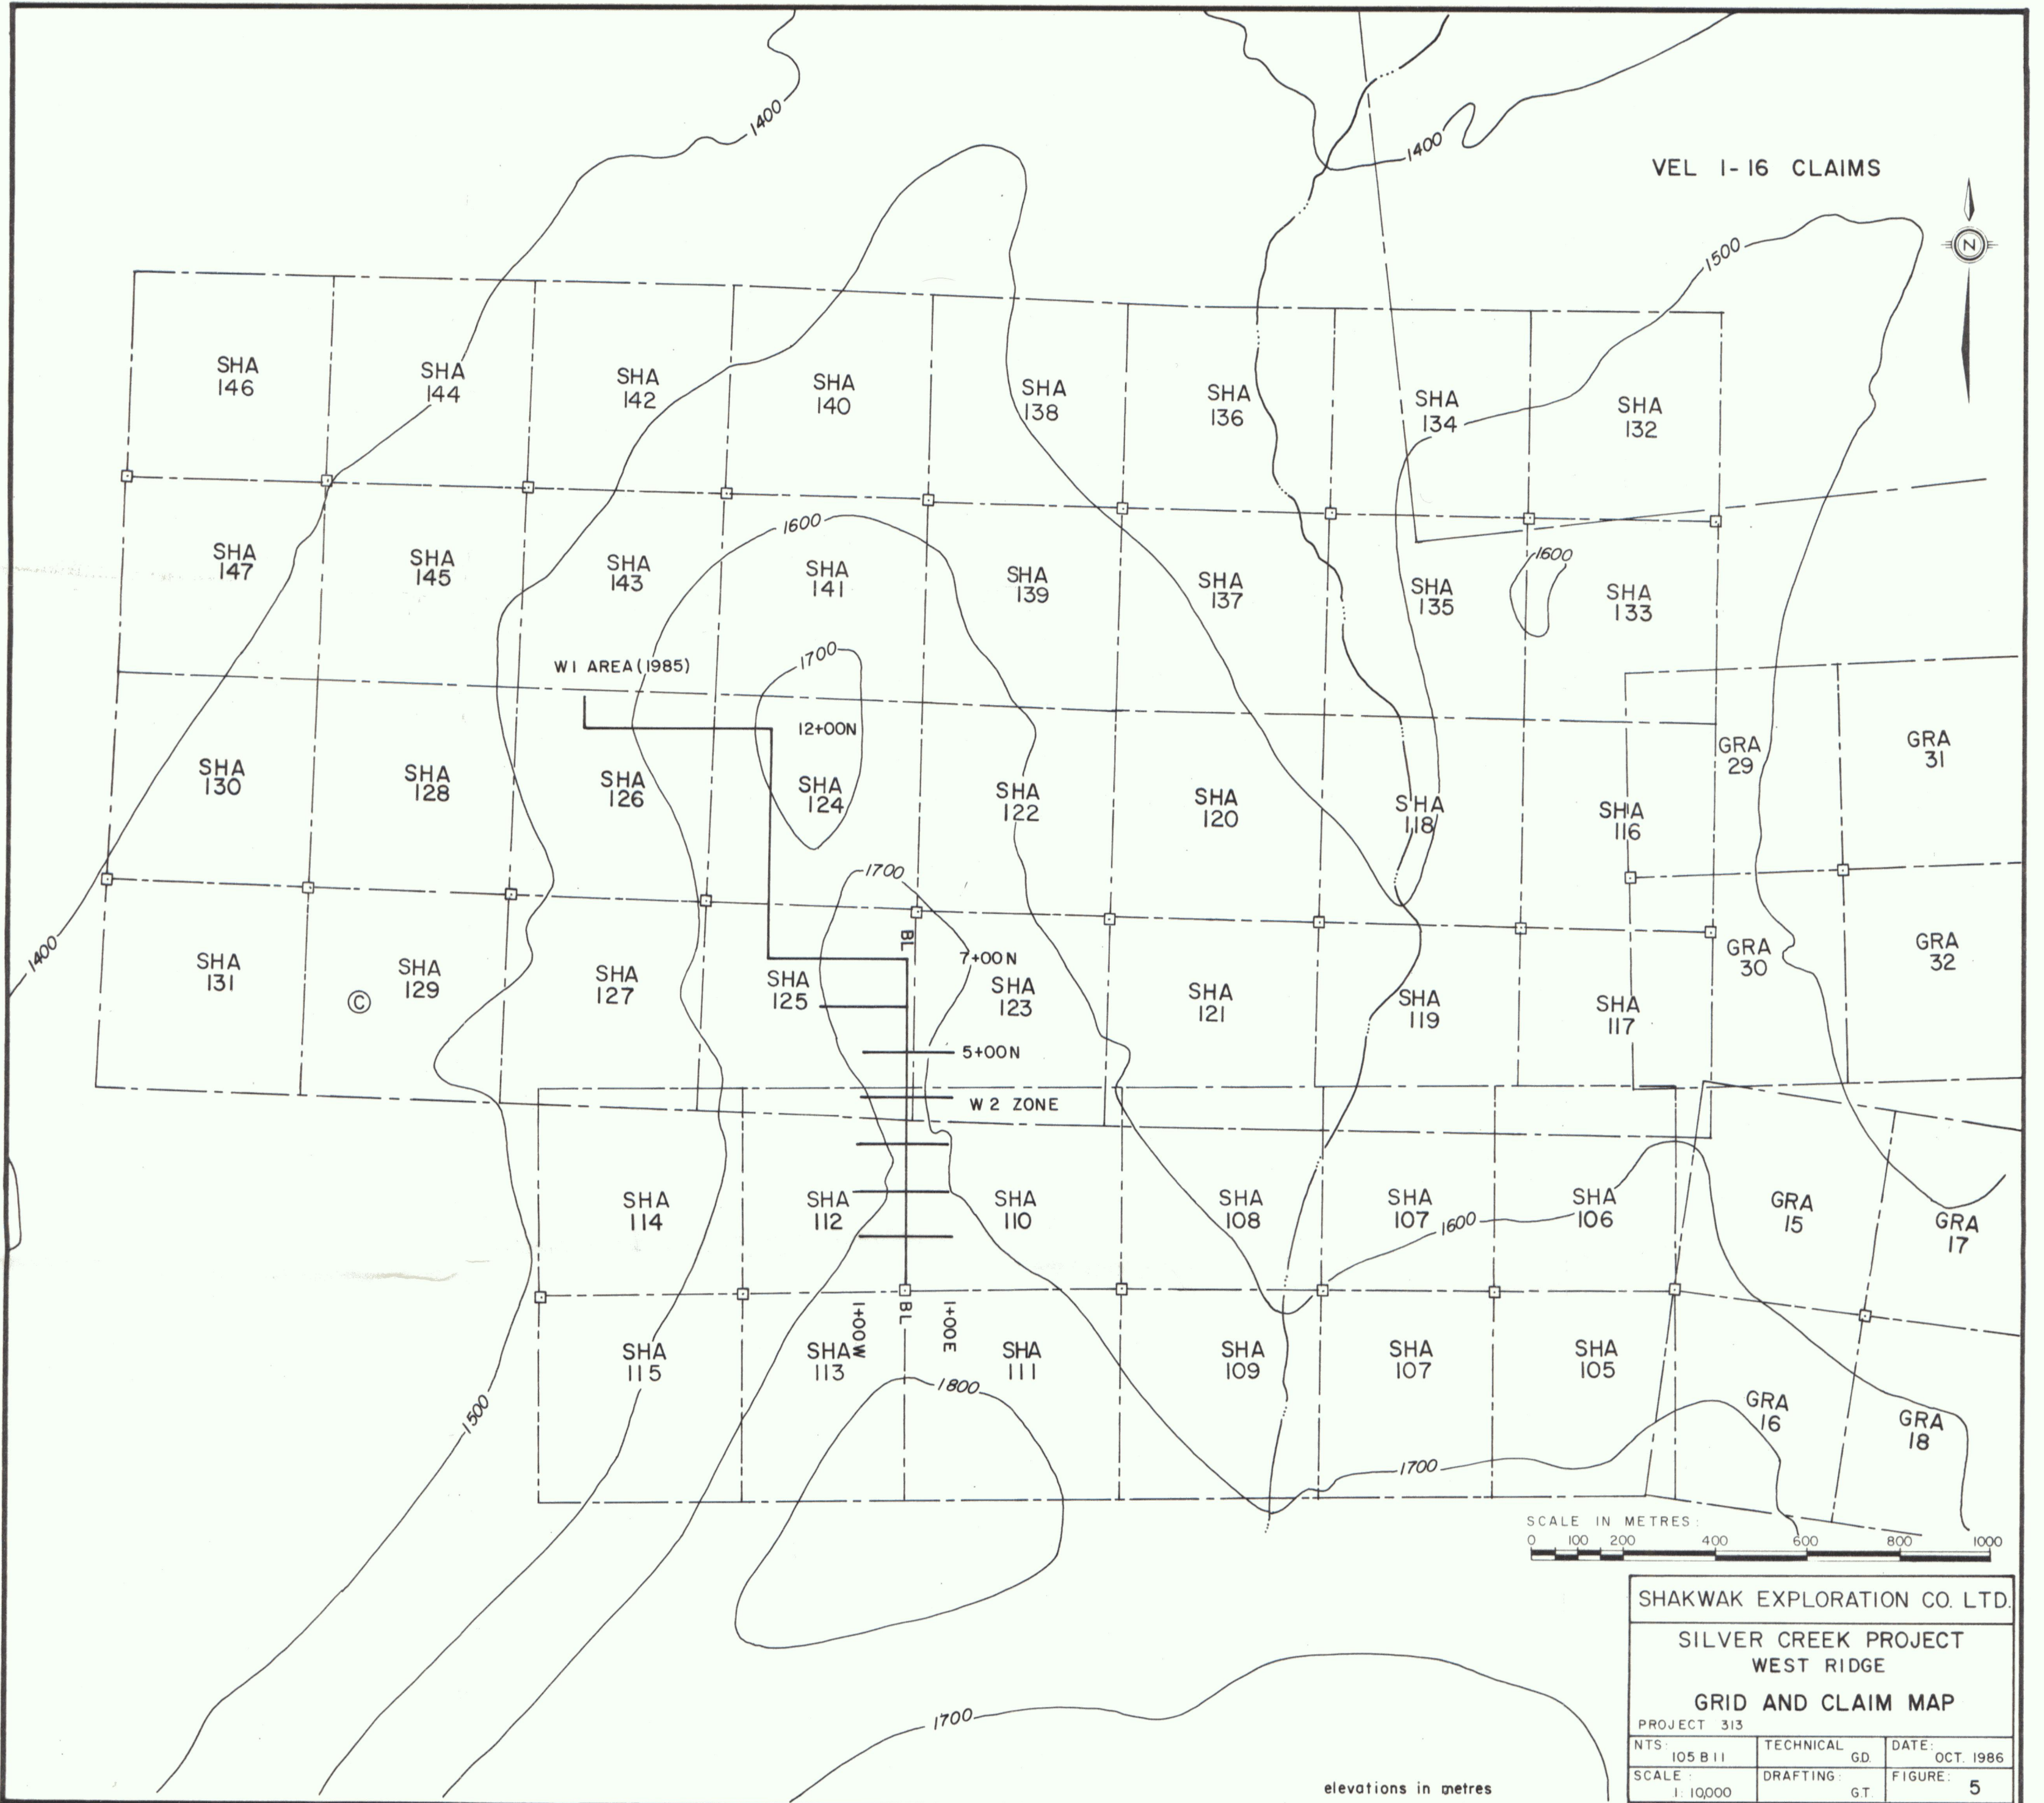 1400
1400
VEL 1-16 CLAIMS
N
1500
SHA
146
SHA
144
SHA
142
SHA
140
SHA
138
SHA
136
SHA
134
SHA
132
1600
1600
SHA
147
SHA
145
SHA
143
SHA
141
SHA
139
SHA
137
SHA
135
SHA
133
W1 AREA (1985)
1700
12+00N
SHA
130
SHA
128
SHA
126
SHA
124
SHA
122
SHA
120
SHA
118
SHA
116
GRA
29
GRA
31
1700
1400
BL
7+00N
SHA
131
©
SHA
129
SHA
127
SHA
125
SHA
123
SHA
121
SHA
119
SHA
117
GRA
30
GRA
32
5+00N
W2 ZONE
SHA
114
SHA
112
SHA
110
SHA
108
SHA
107
1600
SHA
106
GRA
15
GRA
17
1+00W
BL
1+00E
SHA
115
SHA
113
SHA
111
SHA
109
SHA
107
SHA
105
GRA
16
GRA
18
1800
1500
1700
1700
SCALE IN METRES:
0 100 200 400 600 800 1000
SHAKWAK EXPLORATION CO. LTD.
SILVER CREEK PROJECT
WEST RIDGE
GRID AND CLAIM MAP
PROJECT 313
NTS: 105 B 11
TECHNICAL G.D.
DATE: OCT. 1986
SCALE: 1:10,000
DRAFTING: G.T.
FIGURE: 5
elevations in metres